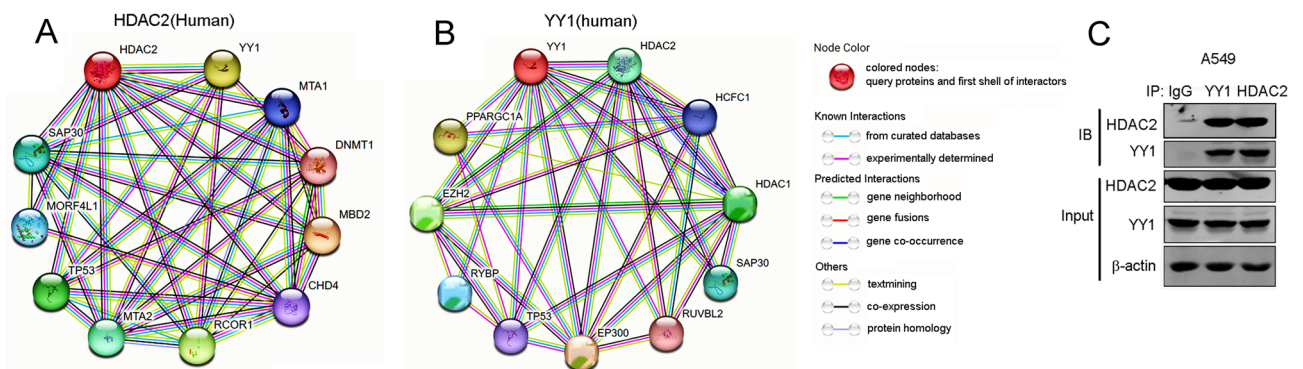 A
HDAC2(Human)
HDAC2
YY1
MTA1
SAP30
DNMT1
MORF4L1
MBD2
TP53
CHD4
MTA2
RCOR1
B
YY1(human)
YY1
HDAC2
HCFC1
PPARGC1A
HDAC1
EZH2
SAP30
RYBP
RUVBL2
TP53
EP300
Node Color
colored nodes:
query proteins and first shell of interactors
Known Interactions
from curated databases
experimentally determined
Predicted Interactions
gene neighborhood
gene fusions
gene co-occurrence
Others
textmining
co-expression
protein homology
C
A549
IP: IgG YY1 HDAC2
IB
HDAC2
YY1
Input
HDAC2
YY1
β-actin